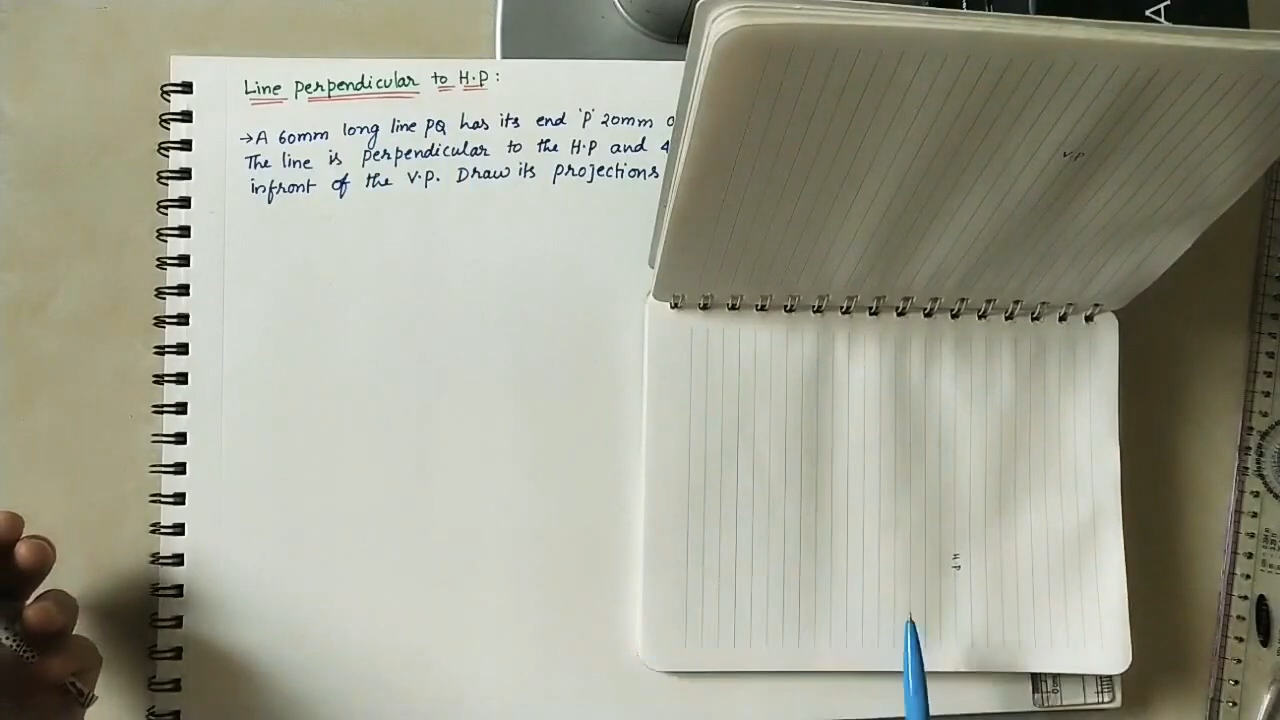 Line perpendicular to H.P :
→ A 60mm long line PQ has its end 'P' 20mm
The line is perpendicular to the H.P and 4
infront of the V.P. Draw its projections
V.P
H.P
A